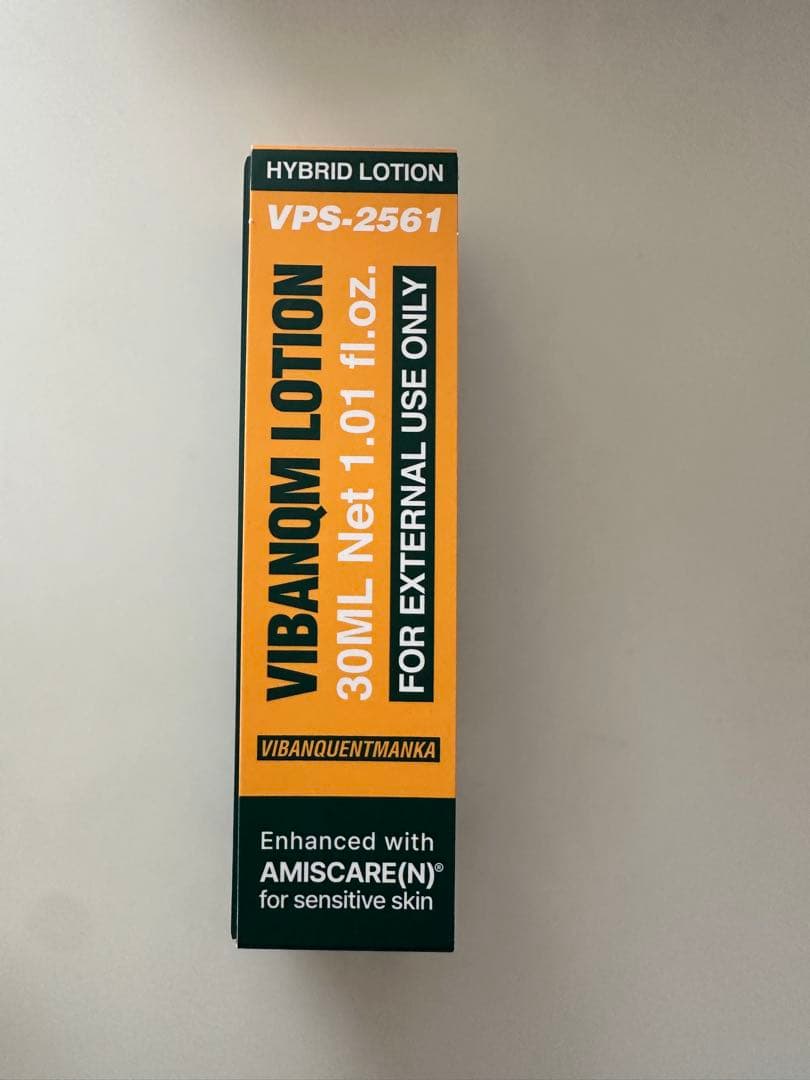 HYBRID LOTION
VPS-2561
VIBANQM LOTION
30ML Net 1.01 fl.oz.
FOR EXTERNAL USE ONLY
VIBANQUENTMANKA
Enhanced with
AMISCARE(N)®
for sensitive skin